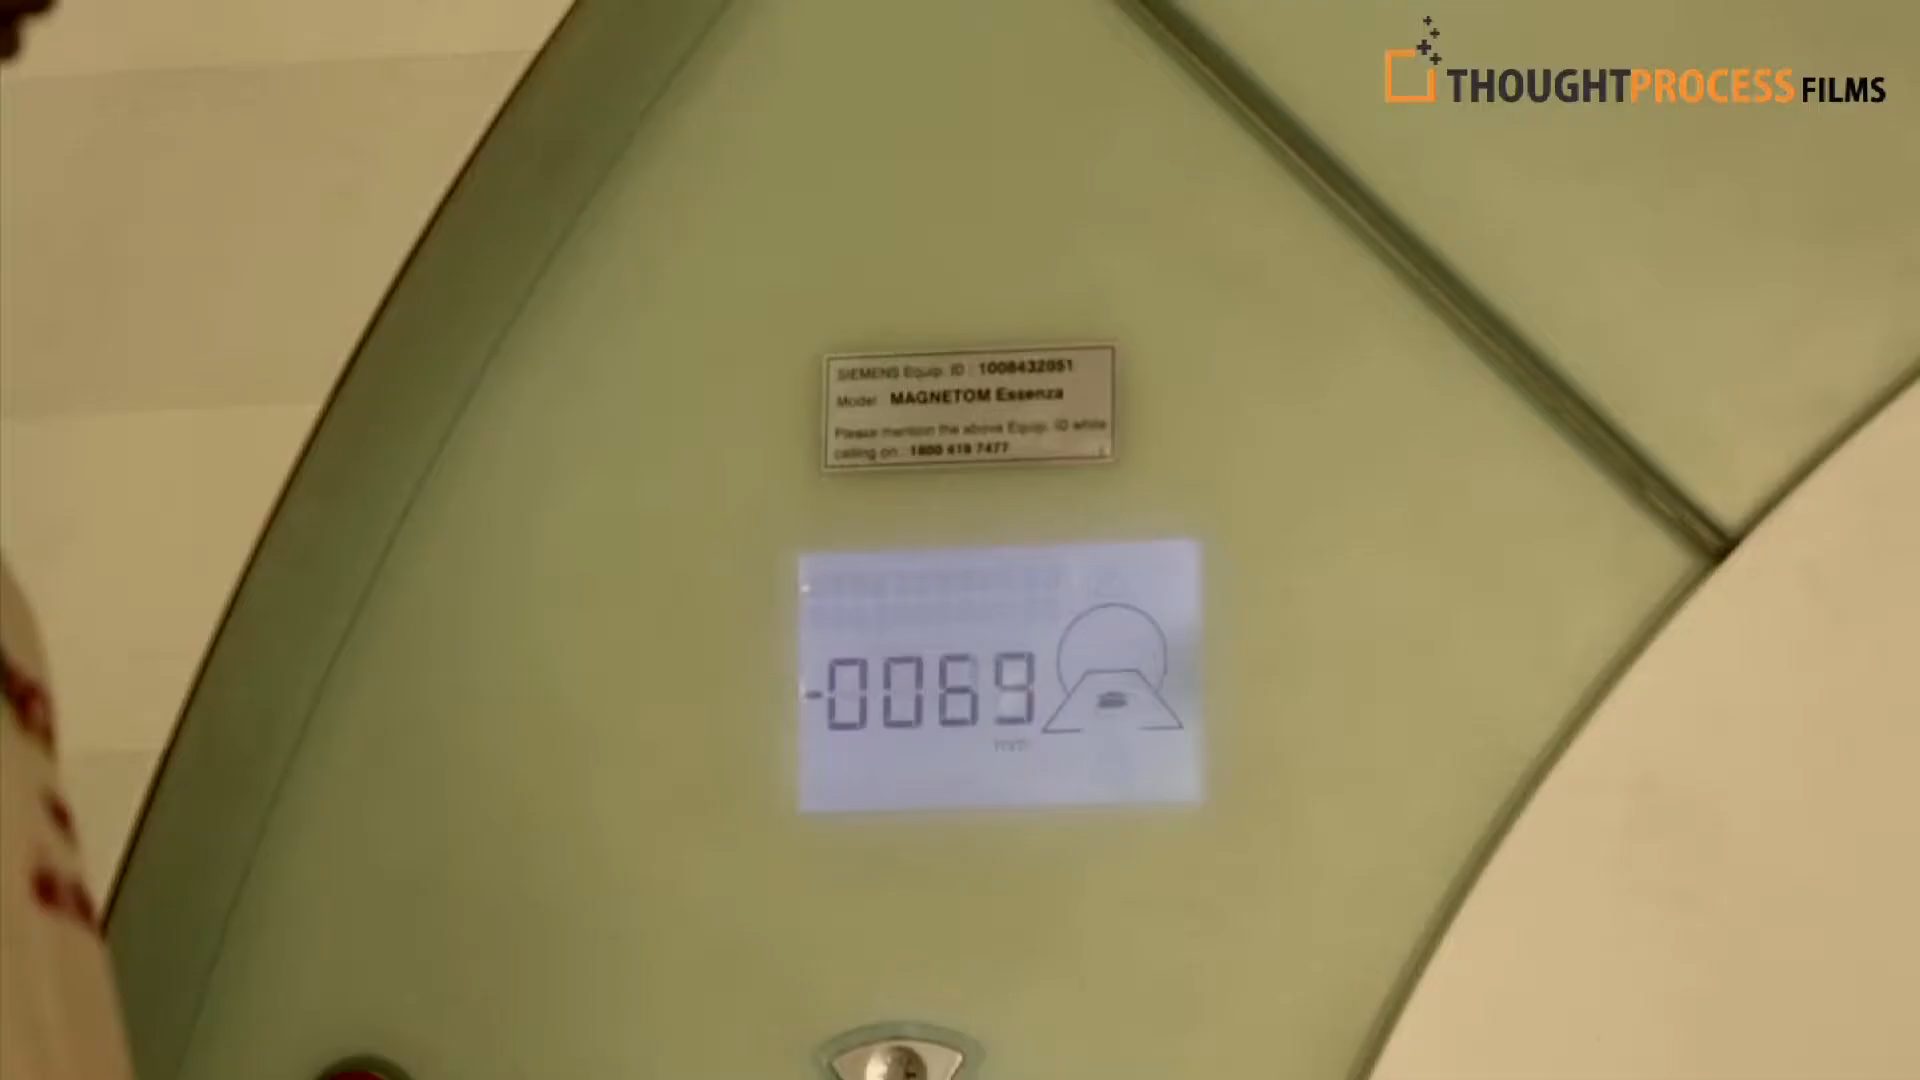 THOUGHTPROCESS FILMS
SIEMENS Equip. ID : 1008432051
Model : MAGNETOM Essenza
Please mention the above Equip. ID while
calling on : 1800 419 7477
-0069
mm